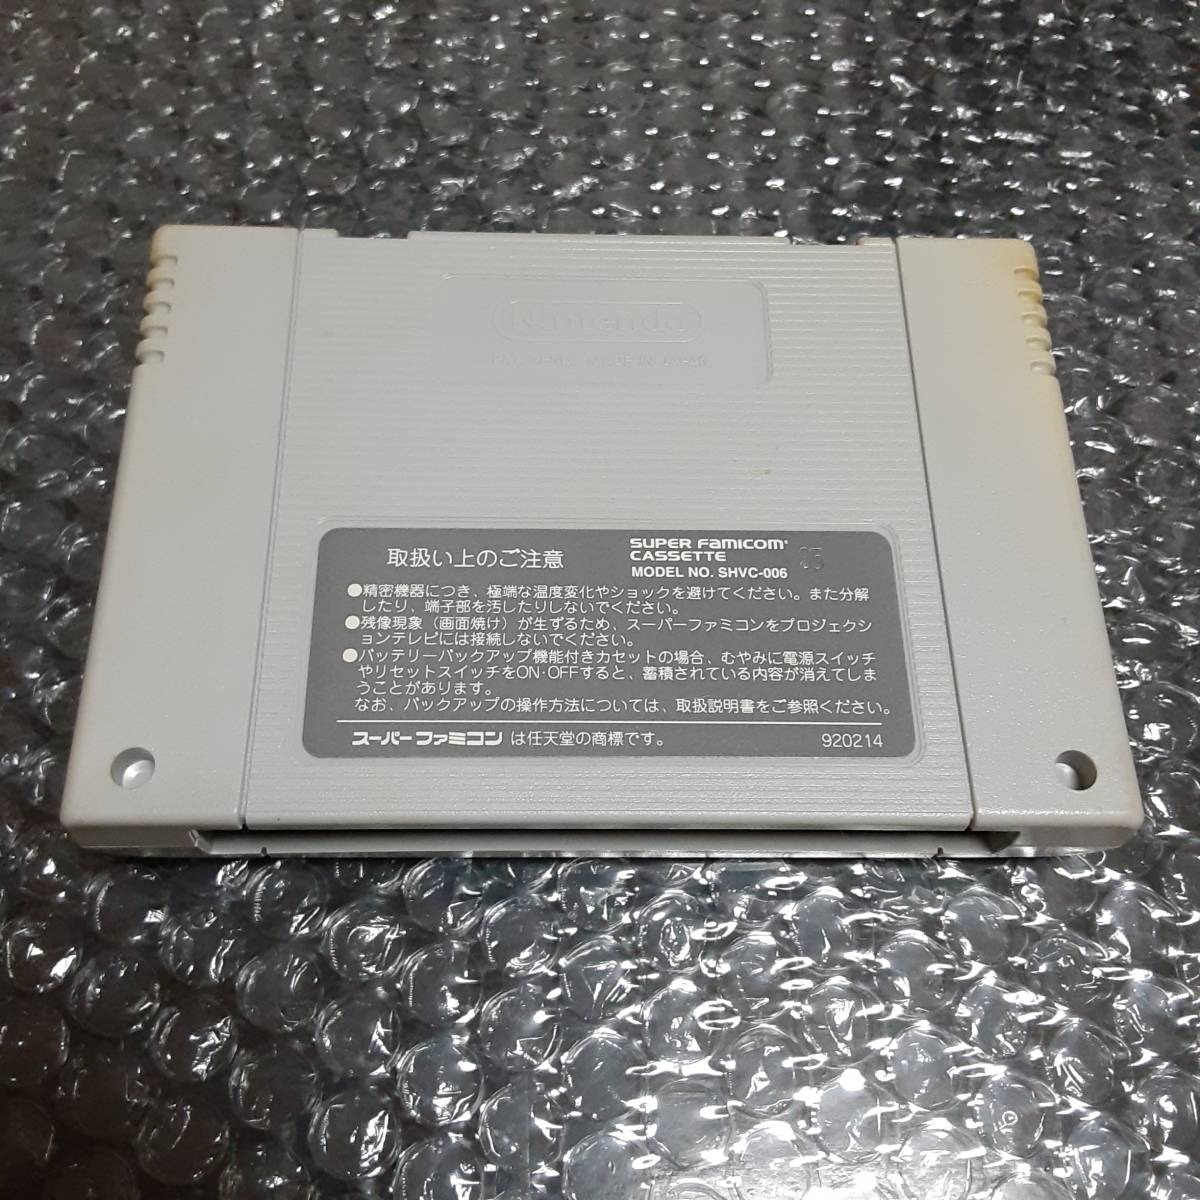 Nintendo
MADE IN JAPAN
取扱い上のご注意
SUPER FAMICOM
CASSETTE
MODEL NO. SHVC-006
●精密機器につき、極端な温度変化やショックを避けてください。また分解
したり、端子部を汚したりしないでください。
●残像現象（画面焼け）が生ずるため、スーパーファミコンをプロジェクシ
ョンテレビには接続しないでください。
●バッテリーバックアップ機能付きカセットの場合、むやみに電源スイッチ
やリセットスイッチをON·OFFすると、蓄積されている内容が消えてしま
うことがあります。
なお、バックアップの操作方法については、取扱説明書をご参照ください。
スーパーファミコン は任天堂の商標です。
920214